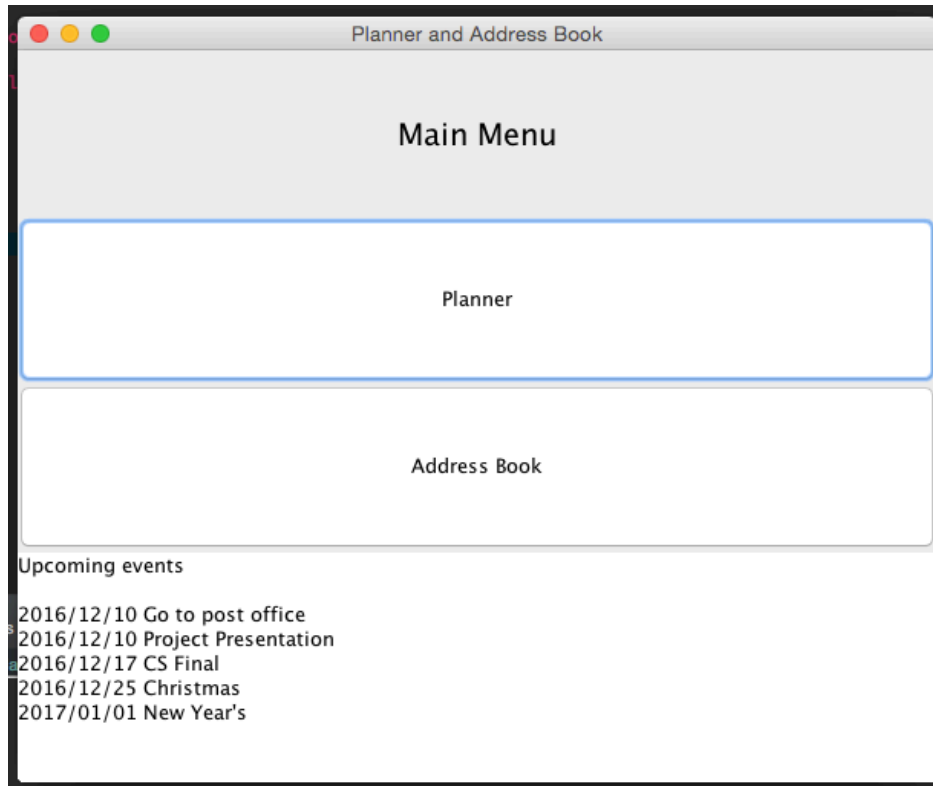 Planner and Address Book
Main Menu
Planner
Address Book
Upcoming events
2016/12/10 Go to post office
2016/12/10 Project Presentation
2016/12/17 CS Final
2016/12/25 Christmas
2017/01/01 New Year's